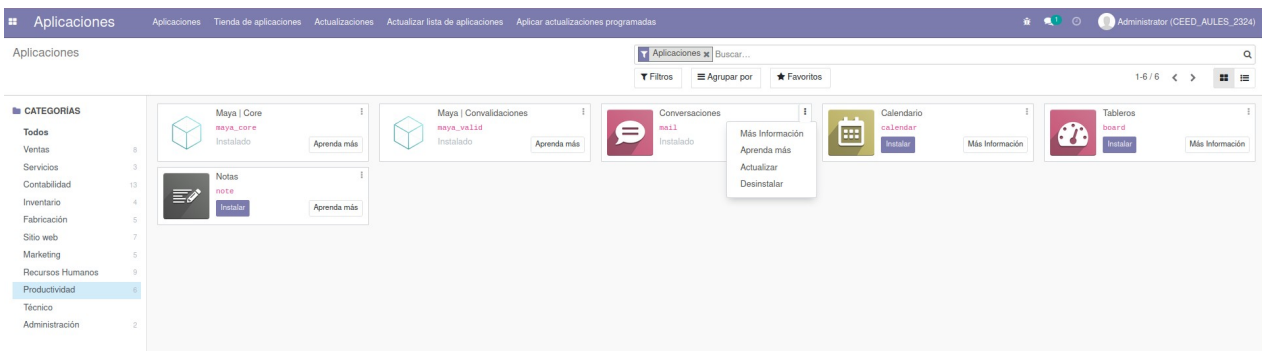 Aplicaciones Aplicaciones Tienda de aplicaciones Actualizaciones Actualizar lista de aplicaciones Aplicar actualizaciones programadas 1 Administrator (CEED_AULES_2324)
Aplicaciones
Aplicaciones x Buscar...
Filtros Agrupar por Favoritos 1-6 / 6
CATEGORÍAS
Todos
Ventas 8
Servicios 3
Contabilidad 13
Inventario 4
Fabricación 5
Sitio web 7
Marketing 5
Recursos Humanos 9
Productividad 6
Técnico
Administración 2
Maya | Core
maya_core
Instalado Aprenda más
Maya | Convalidaciones
maya_valid
Instalado Aprenda más
Conversaciones
mail
Instalado
Más Información
Aprenda más
Actualizar
Desinstalar
Calendario
calendar
Instalar Más Información
Tableros
board
Instalar Más Información
Notas
note
Instalar Aprenda más